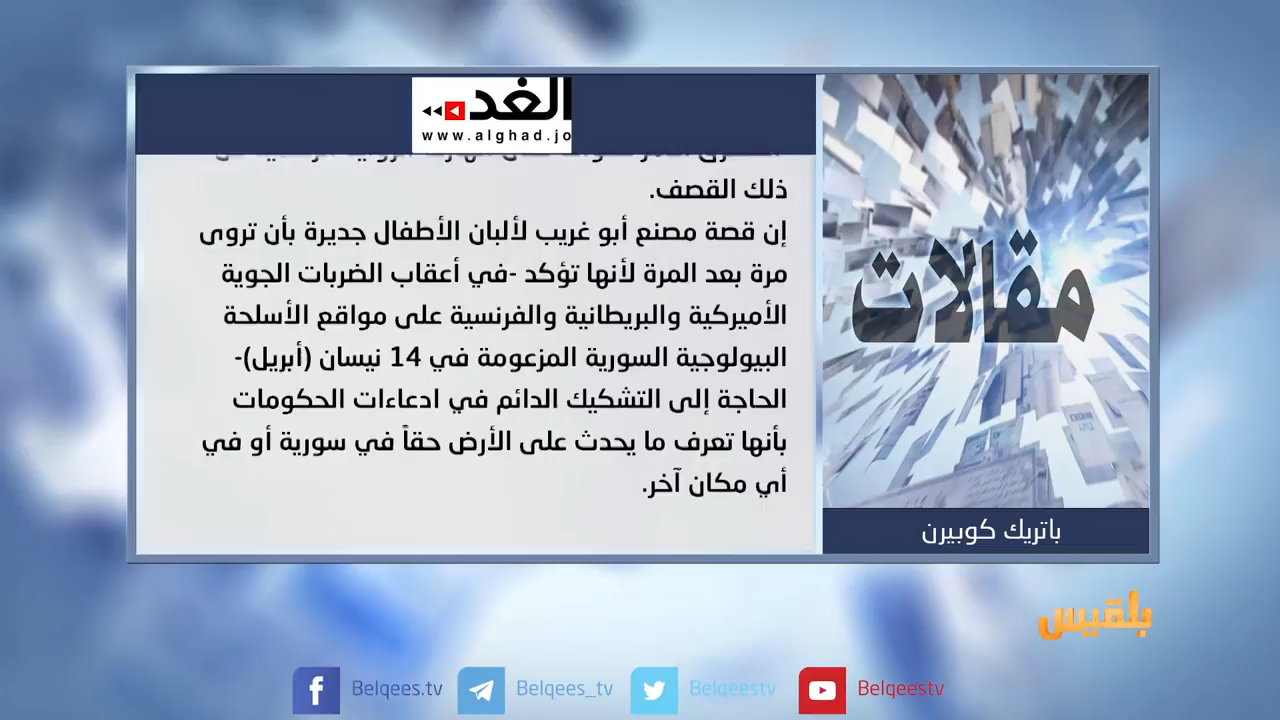 الغد
www.alghad.jo
ذلك القصف.
إن قصة مصنع أبو غريب لألبان الأطفال جديرة بأن تروى
مرة بعد المرة لأنها تؤكد -في أعقاب الضربات الجوية
الأميركية والبريطانية والفرنسية على مواقع الأسلحة
البيولوجية السورية المزعومة في 14 نيسان (أبريل)-
الحاجة إلى التشكيك الدائم في ادعاءات الحكومات
بأنها تعرف ما يحدث على الأرض حقاً في سورية أو في
أي مكان آخر.
مقالات
باتريك كوبيرن
بلقيس
Belqees.tv
Belqees_tv
Belqeestv
Belqeestv